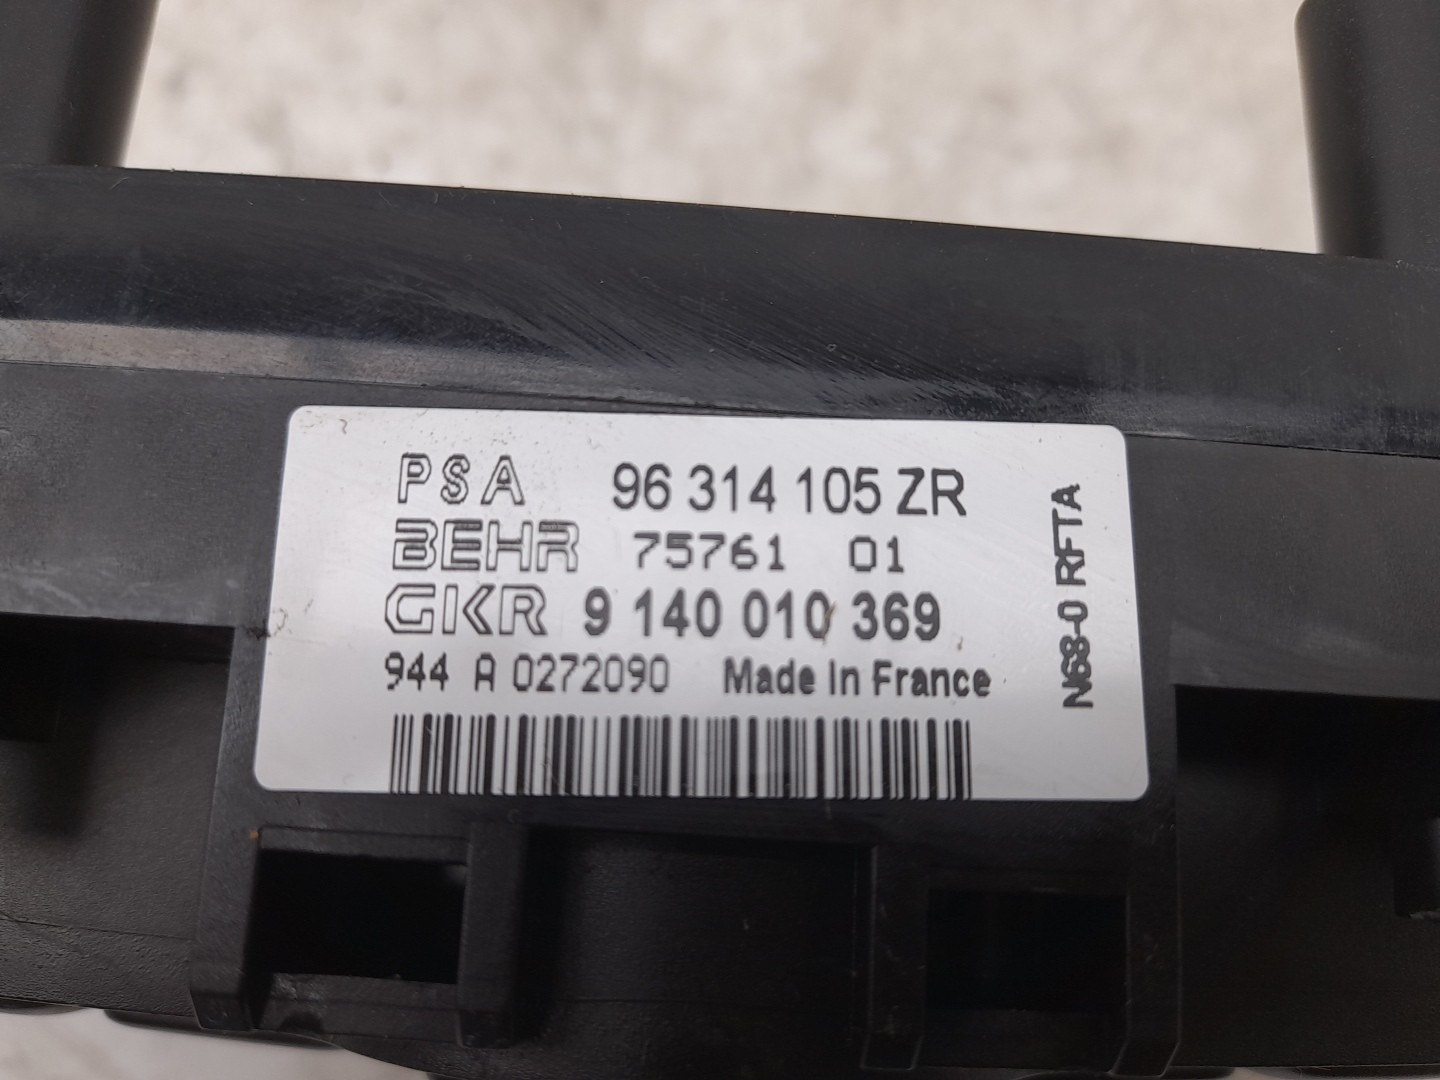 PSA 96 314 105 ZR
BEHR 75761 01
GKR 9 140 010 369
944 A 0272090 Made In France
N68-0 RFTA